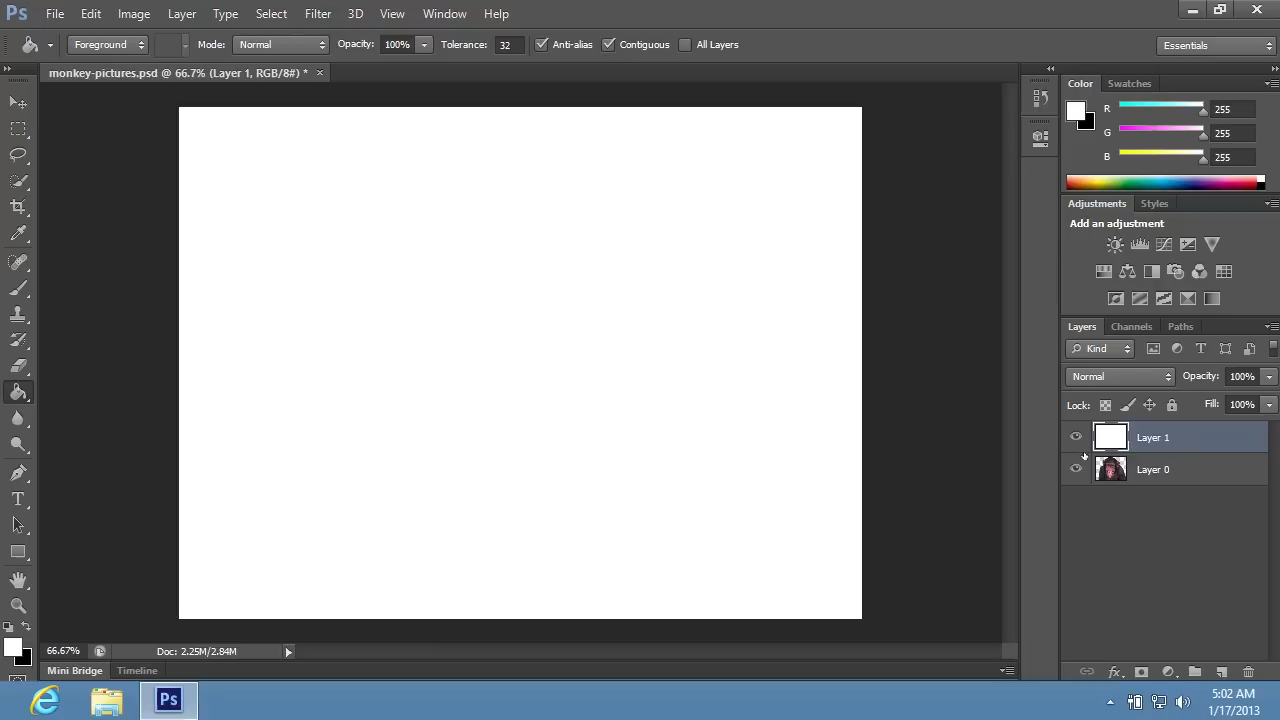 Ps File Edit Image Layer Type Select Filter 3D View Window Help
Foreground Mode: Normal Opacity: 100% Tolerance: 32 Anti-alias Contiguous All Layers Essentials
monkey-pictures.psd @ 66.7% (Layer 1, RGB/8#) * ×
Color Swatches
R 255
G 255
B 255
Adjustments Styles
Add an adjustment
Layers Channels Paths
Kind
Normal Opacity: 100%
Lock: Fill: 100%
Layer 1
Layer 0
66.67% Doc: 2.25M/2.84M
Mini Bridge Timeline
Ps
5:02 AM
1/17/2013